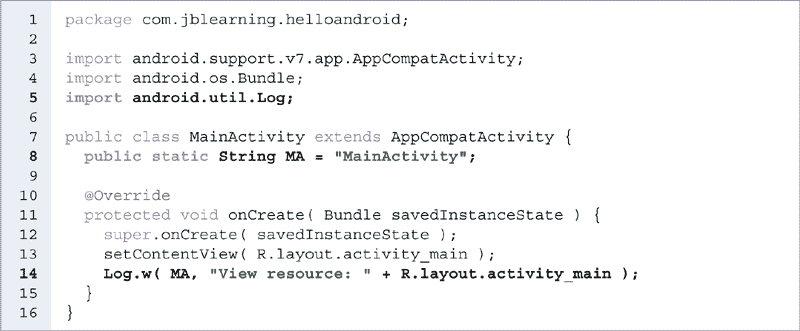 1 package com.jblearning.helloandroid;
2
3 import android.support.v7.app.AppCompatActivity;
4 import android.os.Bundle;
5 import android.util.Log;
6
7 public class MainActivity extends AppCompatActivity {
8   public static String MA = "MainActivity";
9
10   @Override
11   protected void onCreate( Bundle savedInstanceState ) {
12     super.onCreate( savedInstanceState );
13     setContentView( R.layout.activity_main );
14     Log.w( MA, "View resource: " + R.layout.activity_main );
15   }
16 }